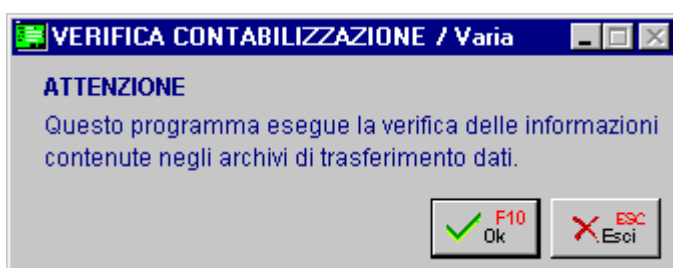 VERIFICA CONTABILIZZAZIONE / Varia
ATTENZIONE
Questo programma esegue la verifica delle informazioni
contenute negli archivi di trasferimento dati.
F10
Ok
ESC
Esci